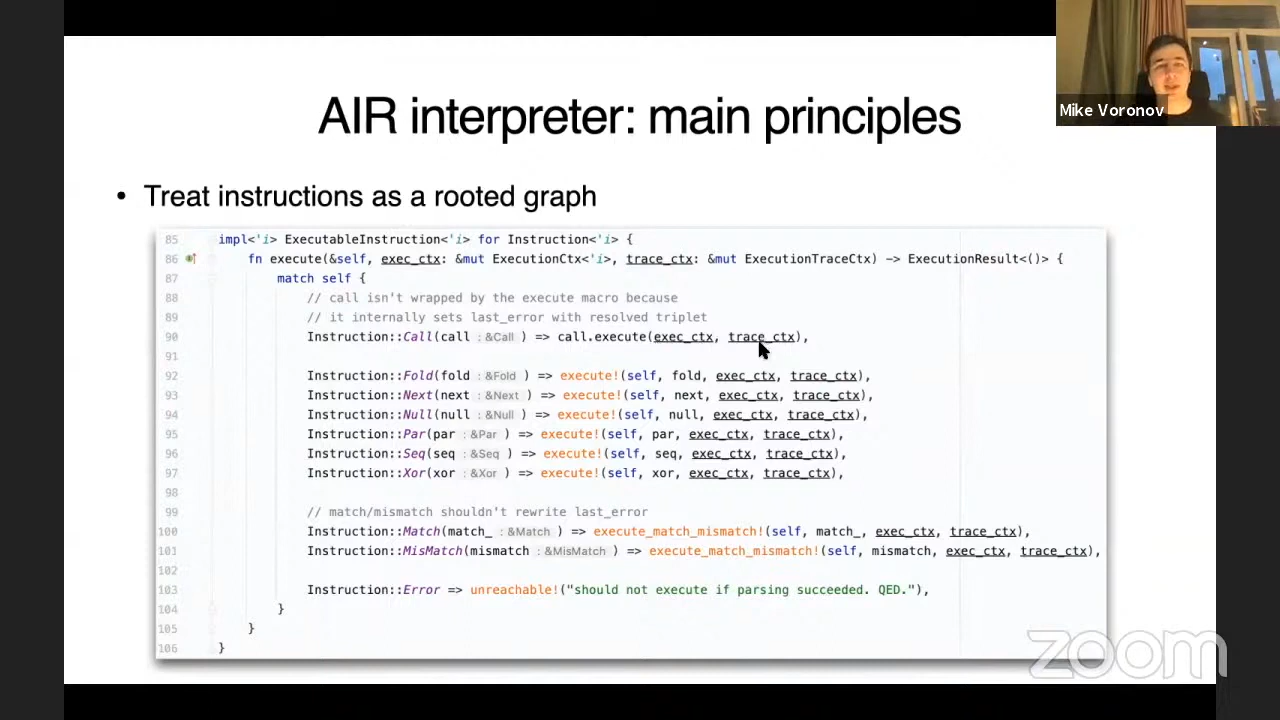 AIR interpreter: main principles
Mike Voronov
• Treat instructions as a rooted graph
85 impl<'i> ExecutableInstruction<'i> for Instruction<'i> {
86 fn execute(&self, exec_ctx: &mut ExecutionCtx<'i>, trace_ctx: &mut ExecutionTraceCtx) -> ExecutionResult<()> {
87 match self {
88 // call isn't wrapped by the execute macro because
89 // it internally sets last_error with resolved triplet
90 Instruction::Call(call : &Call ) => call.execute(exec_ctx, trace_ctx),
91
92 Instruction::Fold(fold : &Fold ) => execute!(self, fold, exec_ctx, trace_ctx),
93 Instruction::Next(next : &Next ) => execute!(self, next, exec_ctx, trace_ctx),
94 Instruction::Null(null : &Null ) => execute!(self, null, exec_ctx, trace_ctx),
95 Instruction::Par(par : &Par ) => execute!(self, par, exec_ctx, trace_ctx),
96 Instruction::Seq(seq : &Seq ) => execute!(self, seq, exec_ctx, trace_ctx),
97 Instruction::Xor(xor : &Xor ) => execute!(self, xor, exec_ctx, trace_ctx),
98
99 // match/mismatch shouldn't rewrite last_error
100 Instruction::Match(match_ : &Match ) => execute_match_mismatch!(self, match_, exec_ctx, trace_ctx),
101 Instruction::MisMatch(mismatch : &MisMatch ) => execute_match_mismatch!(self, mismatch, exec_ctx, trace_ctx),
102
103 Instruction::Error => unreachable!("should not execute if parsing succeeded. QED."),
104 }
105 }
106 }
zoom